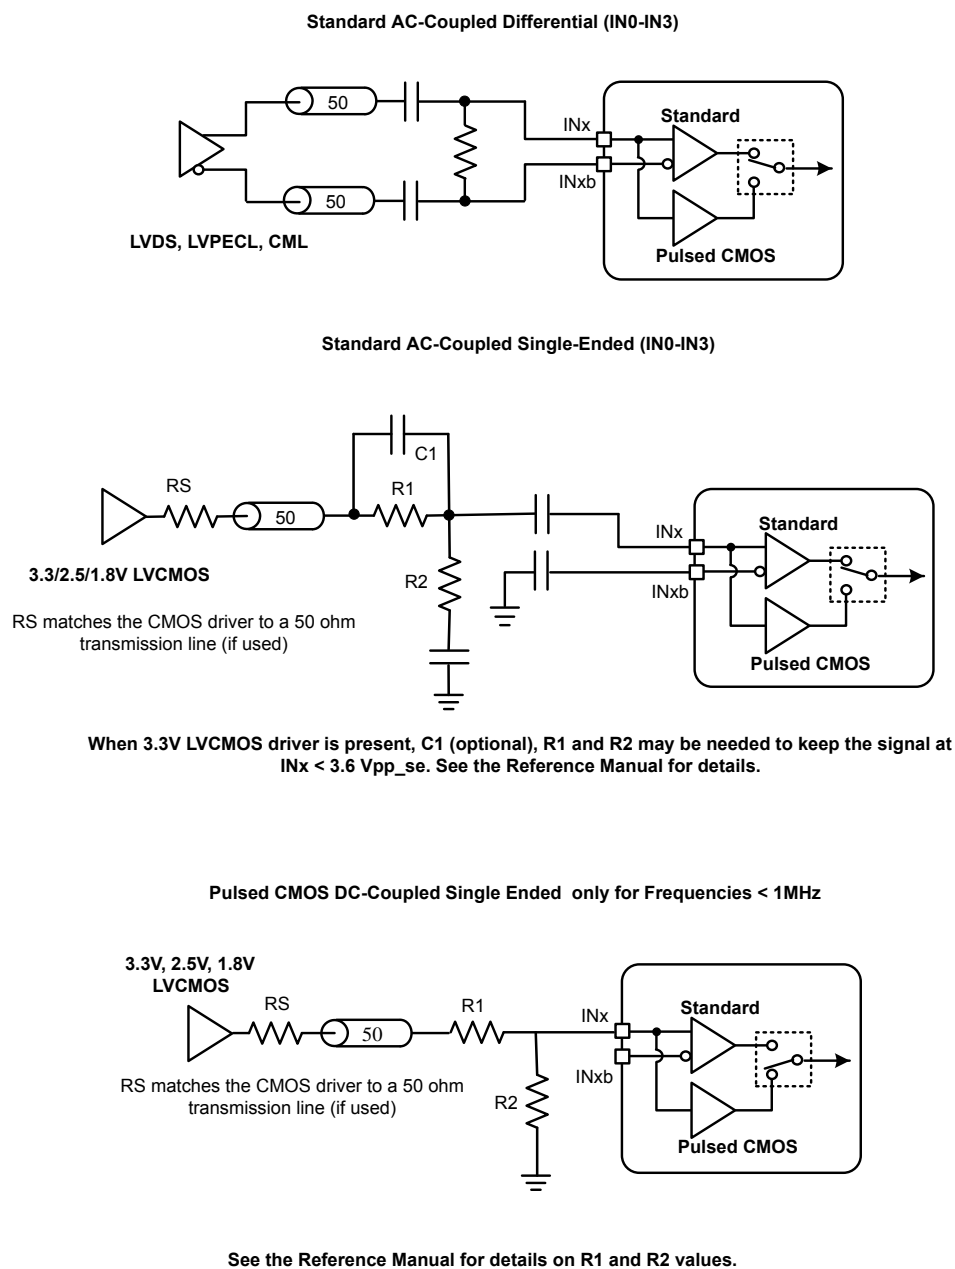 Standard AC-Coupled Differential (IN0-IN3)
50
INx
Standard
INxb
50
LVDS, LVPECL, CML
Pulsed CMOS
Standard AC-Coupled Single-Ended (IN0-IN3)
C1
RS
R1
50
INx
Standard
3.3/2.5/1.8V LVCMOS
R2
INxb
RS matches the CMOS driver to a 50 ohm
transmission line (if used)
Pulsed CMOS
When 3.3V LVCMOS driver is present, C1 (optional), R1 and R2 may be needed to keep the signal at
INx < 3.6 Vpp_se. See the Reference Manual for details.
Pulsed CMOS DC-Coupled Single Ended only for Frequencies < 1MHz
3.3V, 2.5V, 1.8V
LVCMOS
RS
R1
50
INx
Standard
INxb
RS matches the CMOS driver to a 50 ohm
transmission line (if used)
R2
Pulsed CMOS
See the Reference Manual for details on R1 and R2 values.